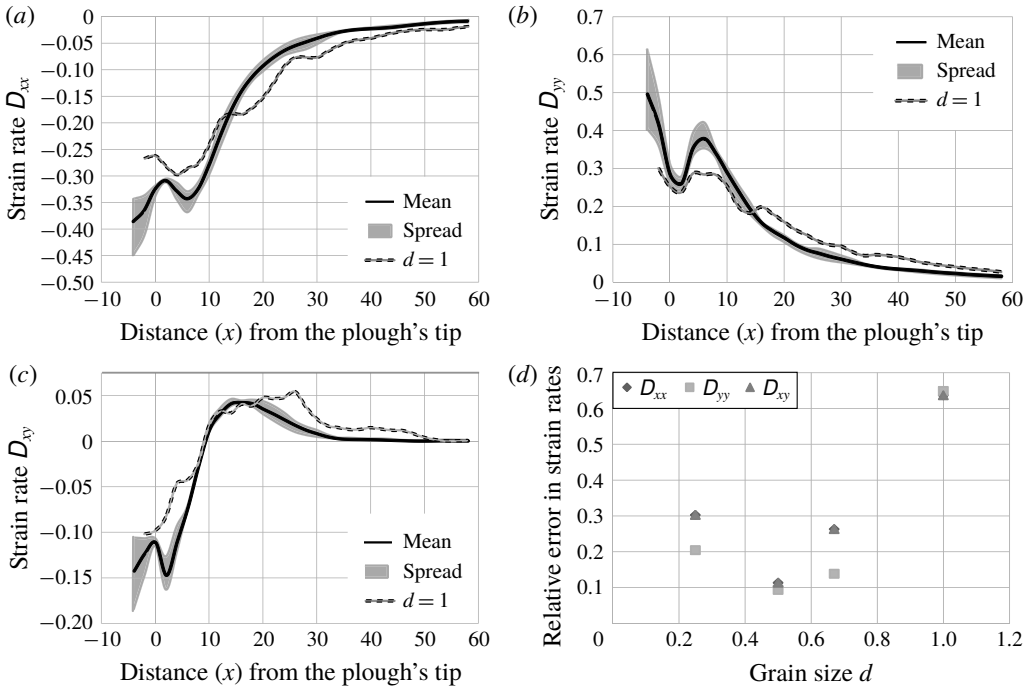 (a)
0
−0.05
−0.10
−0.15
−0.20
−0.25
−0.30
−0.35
−0.40
−0.45
−0.50
Strain rate Dxx
Mean
Spread
d = 1
−10 0 10 20 30 40 50 60
Distance (x) from the plough’s tip
(b)
0.7
0.6
0.5
0.4
0.3
0.2
0.1
0
Strain rate Dyy
Mean
Spread
d = 1
−10 0 10 20 30 40 50 60
Distance (x) from the plough’s tip
(c)
0.05
0
0.05
−0.10
−0.15
−0.20
Strain rate Dxy
Mean
Spread
d = 1
−10 0 10 20 30 40 50 60
Distance (x) from the plough’s tip
(d)
0.7
0.6
0.5
0.4
0.3
0.2
0.1
Relative error in strain rates
Dxx Dyy Dxy
0 0.2 0.4 0.6 0.8 1.0 1.2
Grain size d